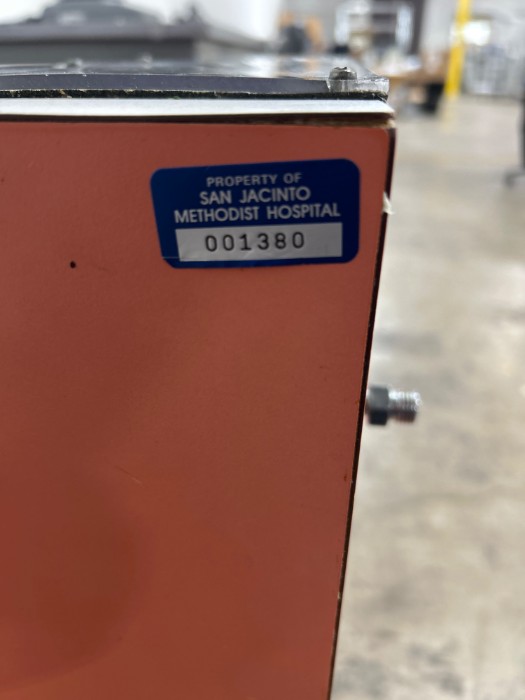 PROPERTY OF
SAN JACINTO
METHODIST HOSPITAL
001380